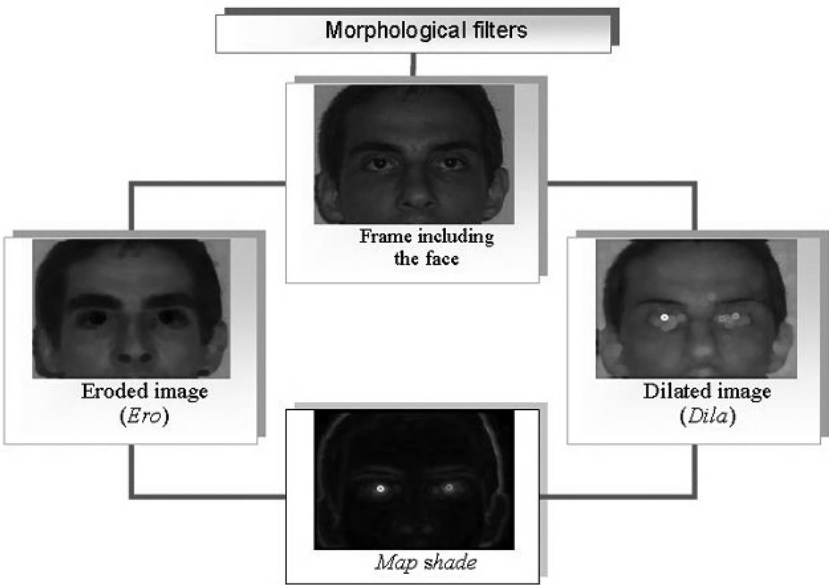 Morphological filters
Frame including
the face
Eroded image
(Ero)
Dilated image
(Dila)
Map shade